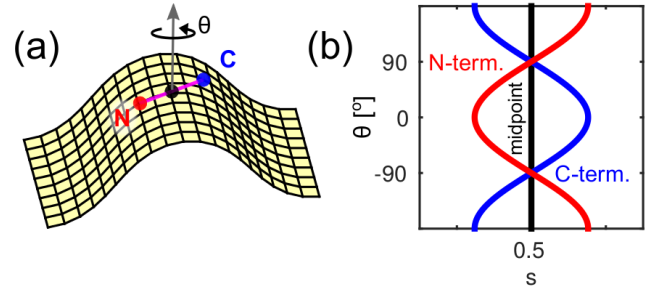 (a)
θ
C
N
(b)
θ [º]
90
0
-90
N-term.
midpoint
C-term.
0.5
s